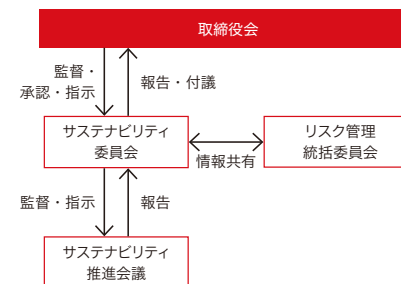 取締役会
監督・
承認・指示
報告・付議
サステナビリティ
委員会
情報共有
リスク管理
統括委員会
監督・指示
報告
サステナビリティ
推進会議